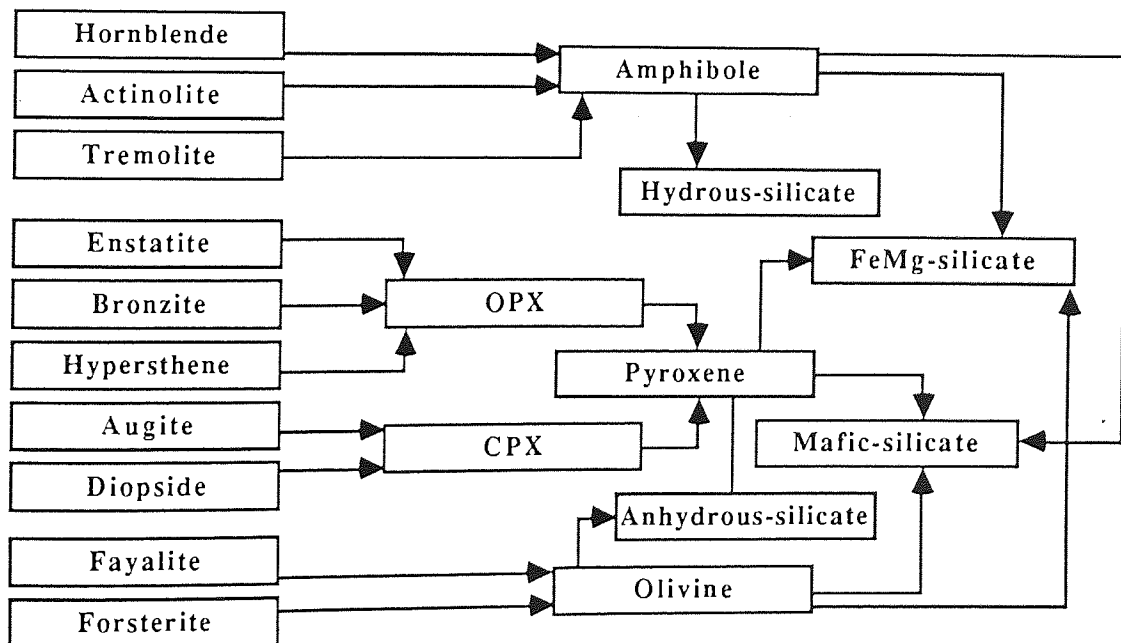 Hornblende
Actinolite
Tremolite
Amphibole
Hydrous-silicate
Enstatite
Bronzite
Hypersthene
OPX
FeMg-silicate
Pyroxene
Augite
Diopside
CPX
Mafic-silicate
Anhydrous-silicate
Fayalite
Forsterite
Olivine